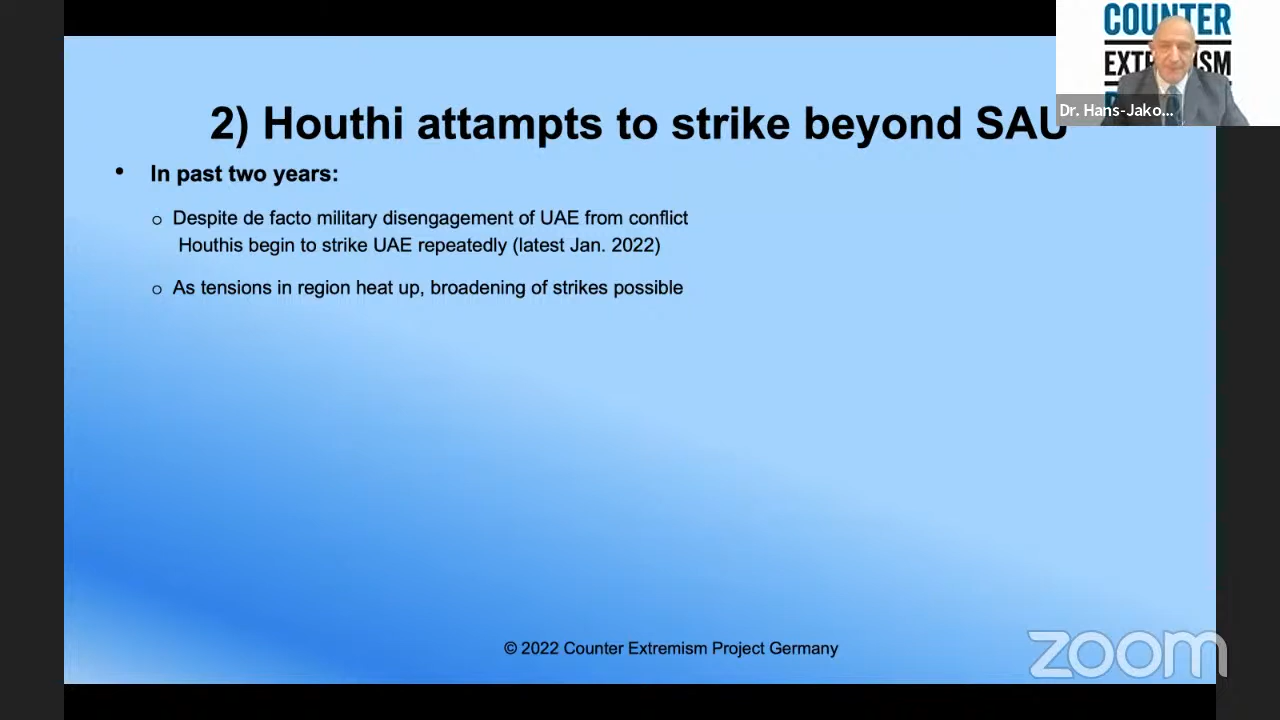 COUNTER
EXTR SM
Dr. Hans-Jako...
2) Houthi attampts to strike beyond SAU
• In past two years:
o Despite de facto military disengagement of UAE from conflict
Houthis begin to strike UAE repeatedly (latest Jan. 2022)
o As tensions in region heat up, broadening of strikes possible
© 2022 Counter Extremism Project Germany
zoom